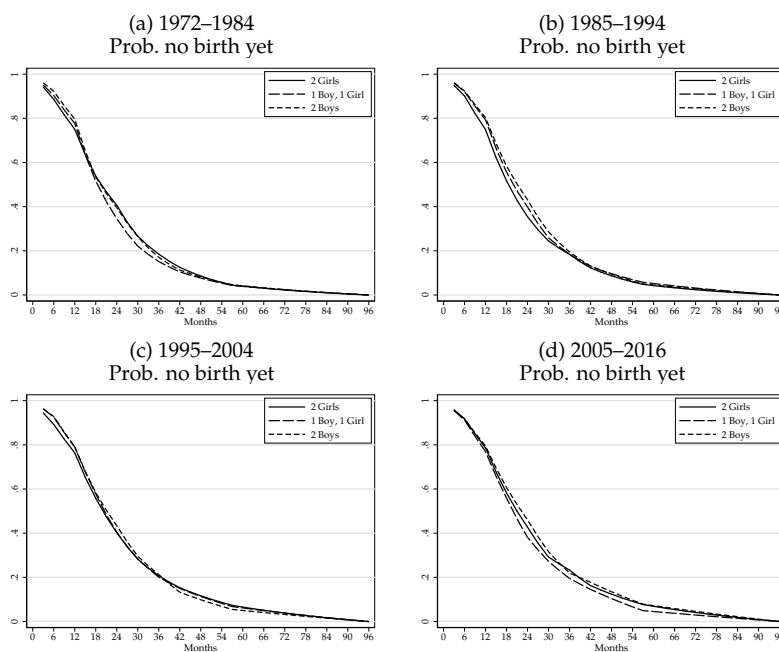 (a) 1972–1984
Prob. no birth yet
2 Girls
1 Boy, 1 Girl
2 Boys
1
.8
.6
.4
.2
0
0 6 12 18 24 30 36 42 48 54 60 66 72 78 84 90 96
Months
(b) 1985–1994
Prob. no birth yet
2 Girls
1 Boy, 1 Girl
2 Boys
1
.8
.6
.4
.2
0
0 6 12 18 24 30 36 42 48 54 60 66 72 78 84 90 96
Months
(c) 1995–2004
Prob. no birth yet
2 Girls
1 Boy, 1 Girl
2 Boys
1
.8
.6
.4
.2
0
0 6 12 18 24 30 36 42 48 54 60 66 72 78 84 90 96
Months
(d) 2005–2016
Prob. no birth yet
2 Girls
1 Boy, 1 Girl
2 Boys
1
.8
.6
.4
.2
0
0 6 12 18 24 30 36 42 48 54 60 66 72 78 84 90 96
Months